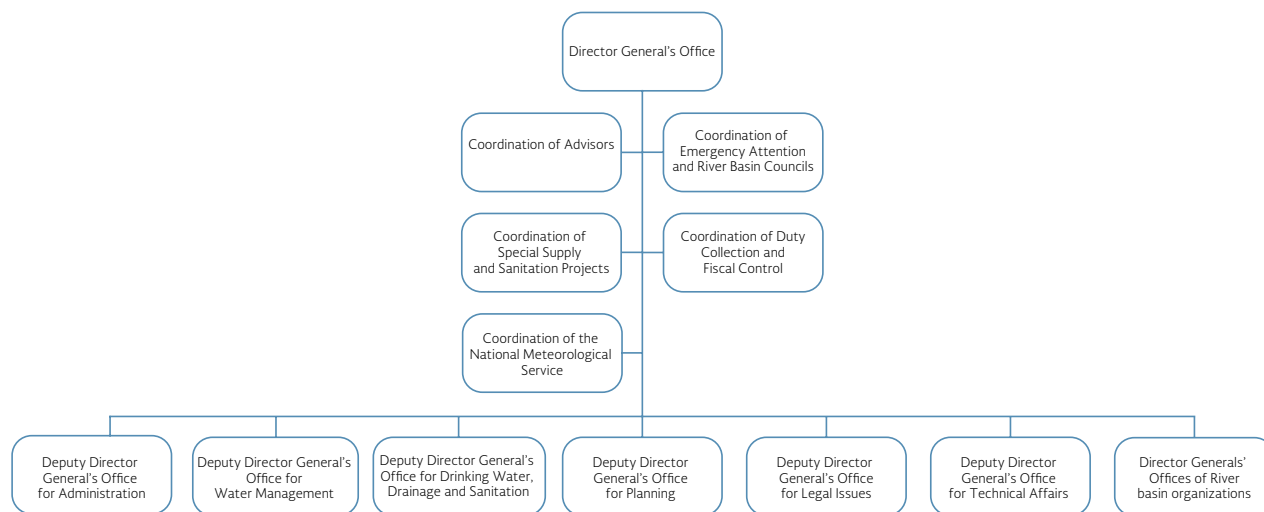 Director General's Office
Coordination of Advisors
Coordination of
Emergency Attention
and River Basin Councils
Coordination of
Special Supply
and Sanitation Projects
Coordination of Duty
Collection and
Fiscal Control
Coordination of the
National Meteorological
Service
Deputy Director
General's Office
for Administration
Deputy Director General's
Office for
Water Management
Deputy Director General's
Office for Drinking Water,
Drainage and Sanitation
Deputy Director
General's Office
for Planning
Deputy Director
General's Office
for Legal Issues
Deputy Director
General's Office
for Technical Affairs
Director Generals'
Offices of River
basin organizations